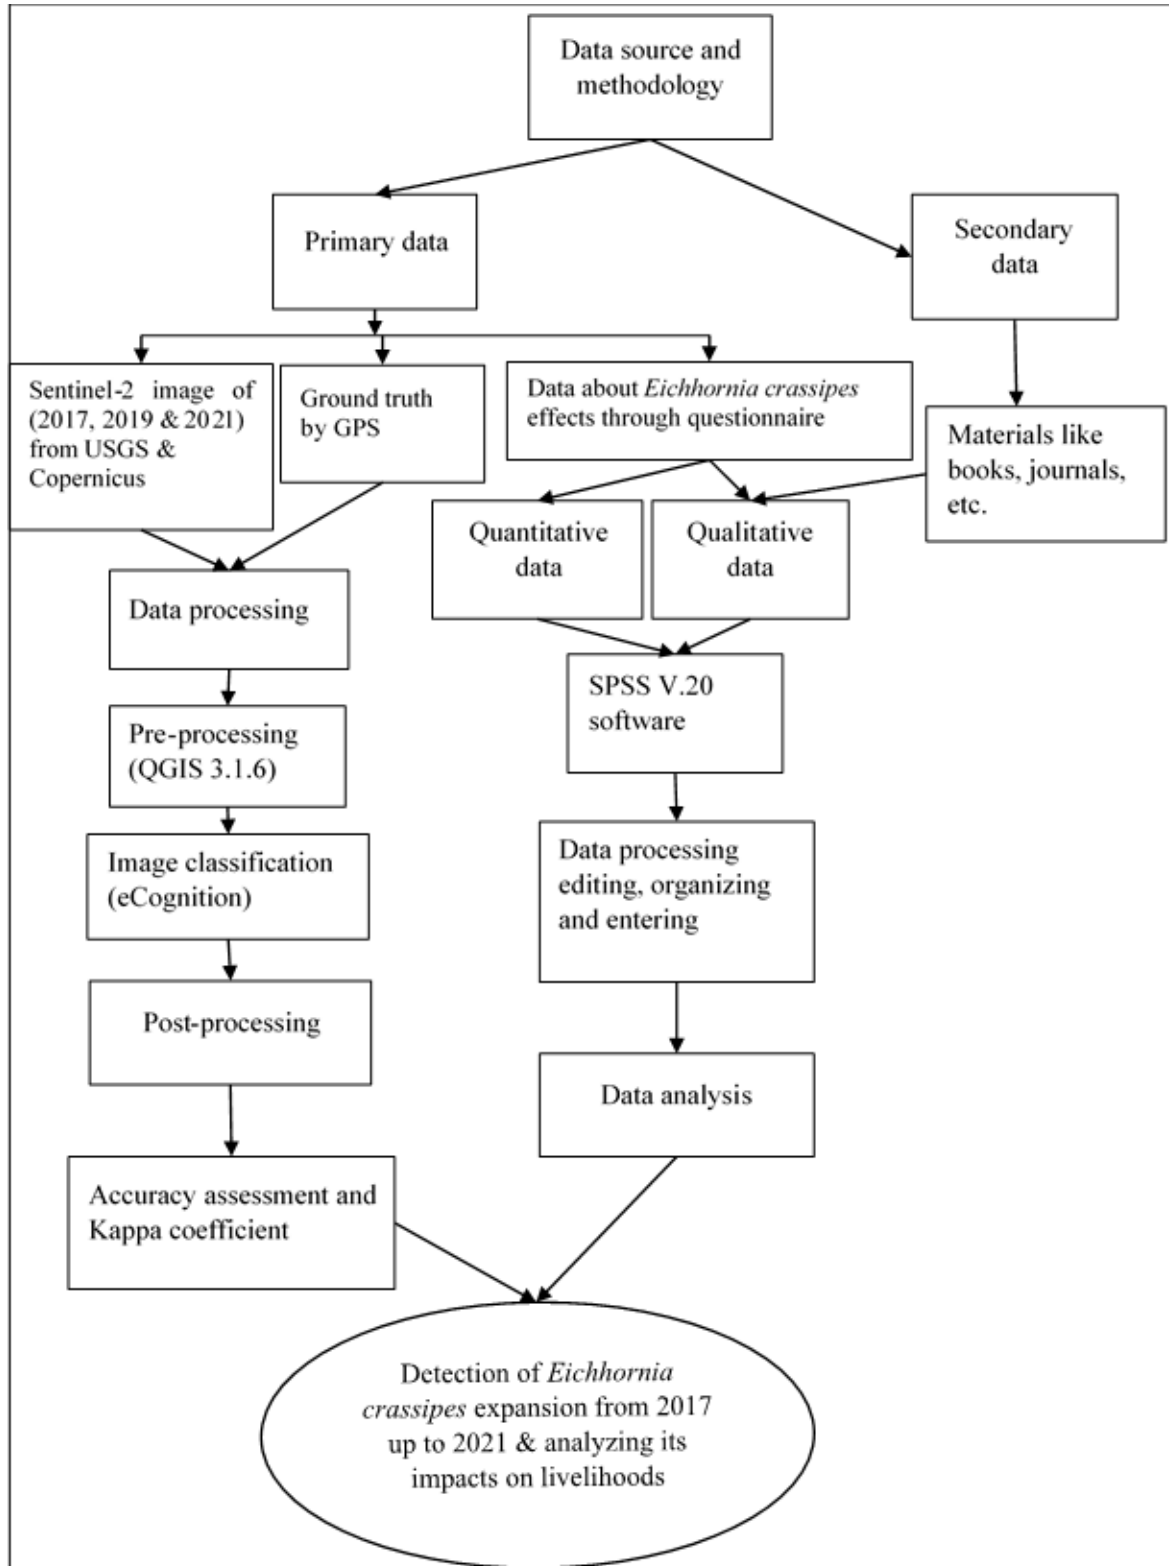 Data source and
methodology
Primary data
Secondary
data
Sentinel-2 image of
(2017, 2019 & 2021)
from USGS &
Copernicus
Ground truth
by GPS
Data about Eichhornia crassipes
effects through questionnaire
Materials like
books, journals,
etc.
Quantitative
data
Qualitative
data
Data processing
SPSS V.20
software
Pre-processing
(QGIS 3.1.6)
Image classification
(eCognition)
Data processing
editing, organizing
and entering
Post-processing
Data analysis
Accuracy assessment and
Kappa coefficient
Detection of Eichhornia
crassipes expansion from 2017
up to 2021 & analyzing its
impacts on livelihoods